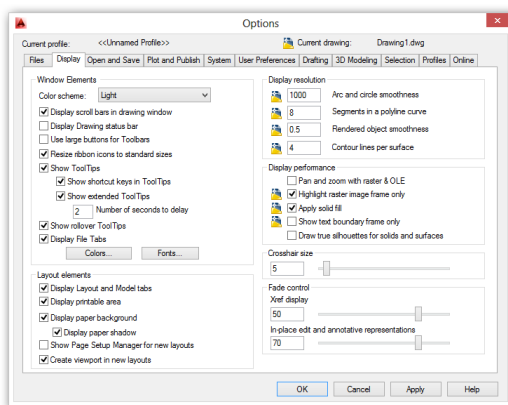 Options
Current profile: <<Unnamed Profile>> Current drawing: Drawing1.dwg
Files Display Open and Save Plot and Publish System User Preferences Drafting 3D Modeling Selection Profiles Online
Window Elements
Color scheme: Light
Display scroll bars in drawing window
Display Drawing status bar
Use large buttons for Toolbars
Resize ribbon icons to standard sizes
Show ToolTips
Show shortcut keys in ToolTips
Show extended ToolTips
2 Number of seconds to delay
Show rollover ToolTips
Display File Tabs
Colors... Fonts...
Layout elements
Display Layout and Model tabs
Display printable area
Display paper background
Display paper shadow
Show Page Setup Manager for new layouts
Create viewport in new layouts
Display resolution
1000 Arc and circle smoothness
8 Segments in a polyline curve
0.5 Rendered object smoothness
4 Contour lines per surface
Display performance
Pan and zoom with raster & OLE
Highlight raster image frame only
Apply solid fill
Show text boundary frame only
Draw true silhouettes for solids and surfaces
Crosshair size
5
Fade control
Xref display
50
In-place edit and annotative representations
70
OK Cancel Apply Help